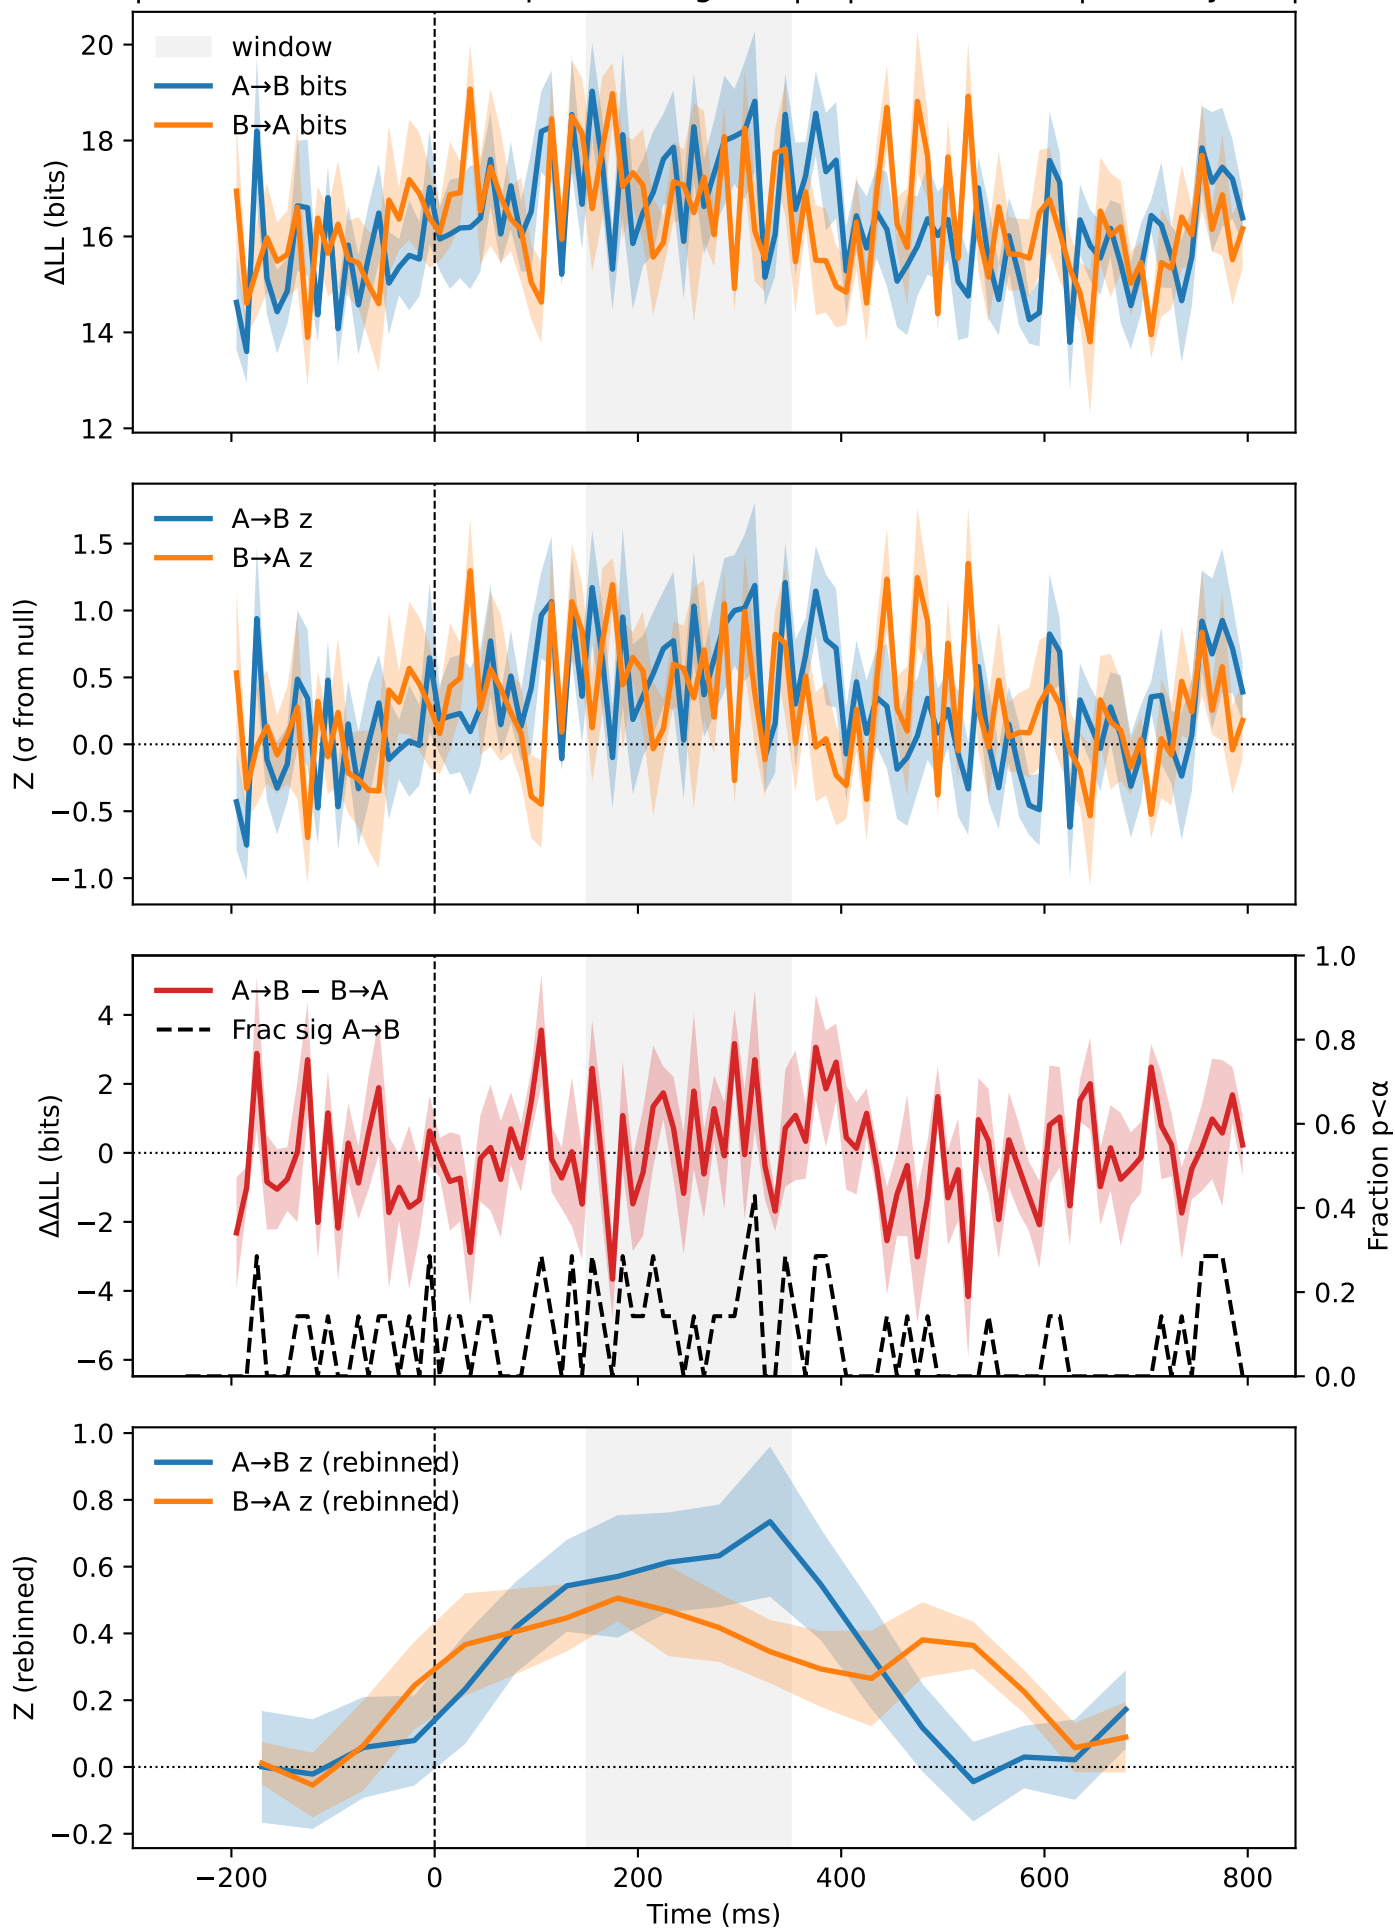 20
18
16
14
12
ΔLL (bits)
window
A→B bits
B→A bits
1.5
1.0
0.5
0.0
−0.5
−1.0
Z (σ from null)
A→B z
B→A z
4
2
0
−2
−4
−6
ΔΔLL (bits)
A→B − B→A
Frac sig A→B
1.0
0.8
0.6
0.4
0.2
0.0
Fraction p<α
1.0
0.8
0.6
0.4
0.2
0.0
−0.2
Z (rebinned)
A→B z (rebinned)
B→A z (rebinned)
−200 0 200 400 600 800
Time (ms)